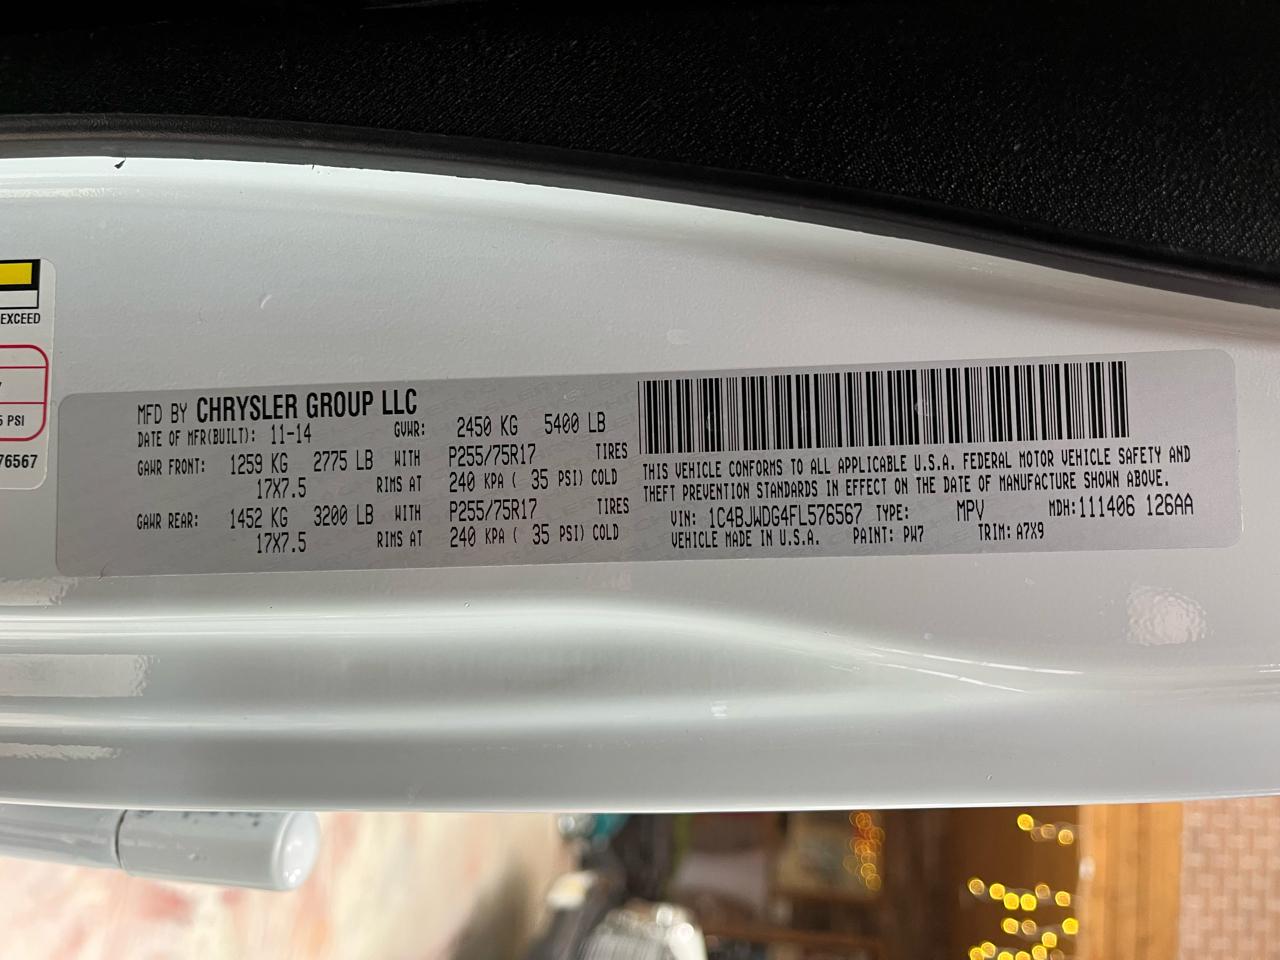 EXCEED
5 PSI
76567
MFD BY CHRYSLER GROUP LLC
DATE OF MFR(BUILT): 11-14 GVWR: 2450 KG 5400 LB
GAWR FRONT: 1259 KG 2775 LB WITH P255/75R17 TIRES
17X7.5 RIMS AT 240 KPA ( 35 PSI) COLD
GAWR REAR: 1452 KG 3200 LB WITH P255/75R17 TIRES
17X7.5 RIMS AT 240 KPA ( 35 PSI) COLD
THIS VEHICLE CONFORMS TO ALL APPLICABLE U.S.A. FEDERAL MOTOR VEHICLE SAFETY AND
THEFT PREVENTION STANDARDS IN EFFECT ON THE DATE OF MANUFACTURE SHOWN ABOVE.
VIN: 1C4BJWDG4FL576567 TYPE: MPV MDH:111406 126AA
VEHICLE MADE IN U.S.A. PAINT: PW7 TRIM: A7X9